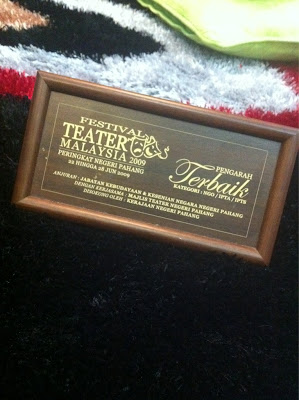 FESTIVAL
TEATER
MALAYSIA 2009
PERINGKAT NEGERI PAHANG
22 HINGGA 28 JUN 2009
PENGARAH
Terbaik
KATEGORI : NGO / IPTA / IPTS
ANJURAN : JABATAN KEBUDAYAAN & KESENIAN NEGARA NEGERI PAHANG
DENGAN KERJASAMA : MAJLIS TEATER NEGERI PAHANG
DISOKONG OLEH : KERAJAAN NEGERI PAHANG